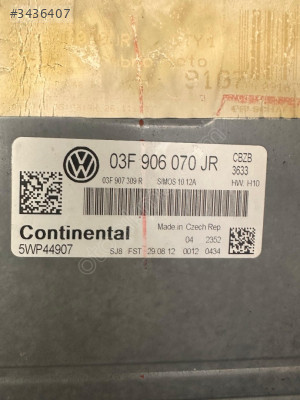 #3436407
03F 906 070 JR
CBZB
3633
03F 907 309 R SIMOS 10 12A HW H10
Continental
5WP44907
Made in Czech Rep
04 2352
SJ8 FST 29 08 12 0012 0434